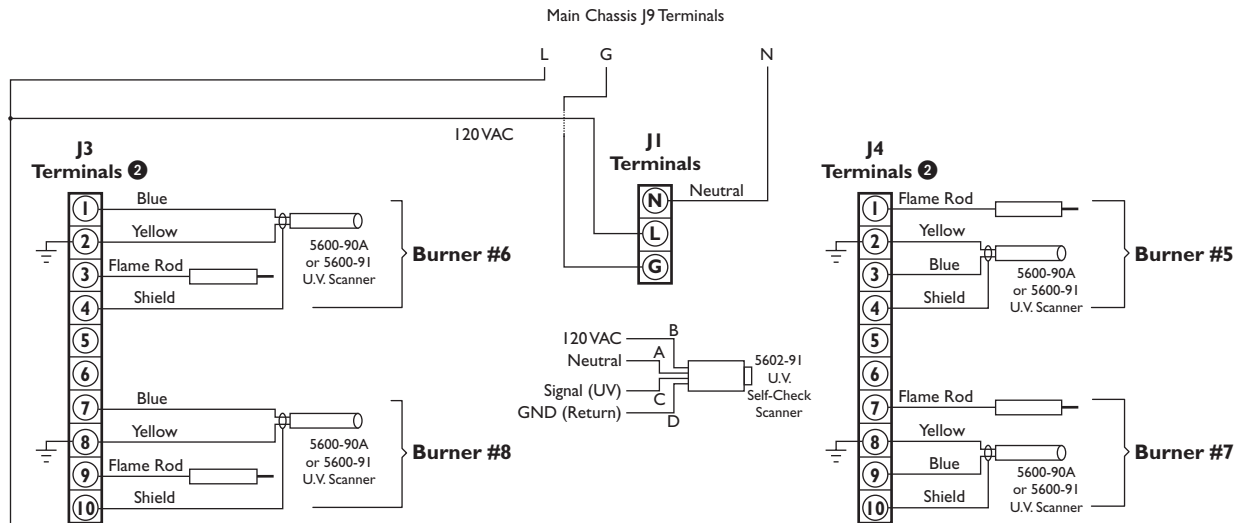 Main Chassis J9 Terminals
L G N
120 VAC
J3
Terminals ❷
1 Blue
2 Yellow
3 Flame Rod
4 Shield
5
6
7 Blue
8 Yellow
9 Flame Rod
10 Shield
5600-90A
or 5600-91
U.V. Scanner
Burner #6
5600-90A
or 5600-91
U.V. Scanner
Burner #8
J1
Terminals
N Neutral
L
G
120 VAC B
Neutral A
Signal (UV) C
GND (Return) D
5602-91
U.V.
Self-Check
Scanner
J4
Terminals ❷
1 Flame Rod
2 Yellow
3 Blue
4 Shield
5
6
7 Flame Rod
8 Yellow
9 Blue
10 Shield
5600-90A
or 5600-91
U.V. Scanner
Burner #5
5600-90A
or 5600-91
U.V. Scanner
Burner #7